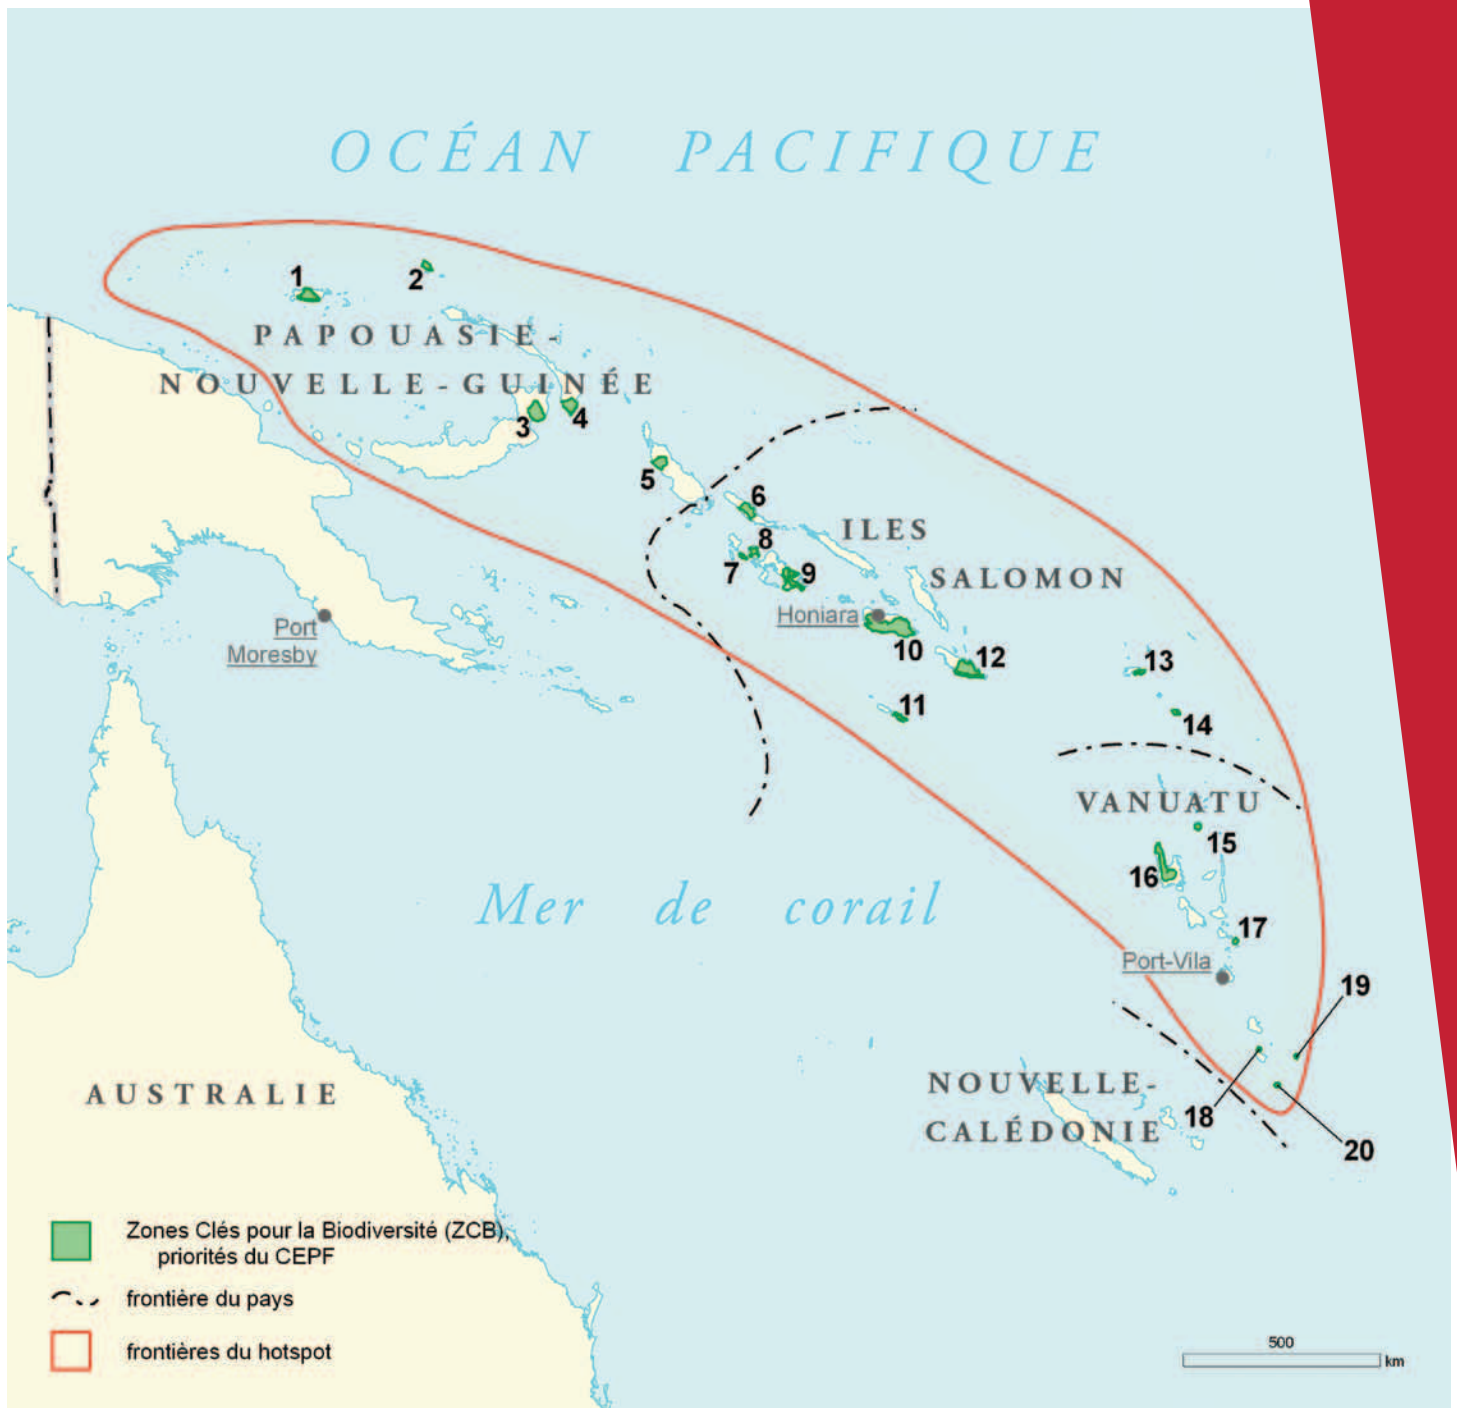 OCÉAN PACIFIQUE
1
2
PAPOUASIE-
NOUVELLE-GUINÉE
3
4
5
6
ILES
SALOMON
8
7
9
Honiara
Port
Moresby
10
12
13
11
14
VANUATU
15
16
Mer de corail
17
Port-Vila
19
AUSTRALIE
NOUVELLE-
CALÉDONIE
18
20
Zones Clés pour la Biodiversité (ZCB),
priorités du CEPF
frontière du pays
frontières du hotspot
500
km